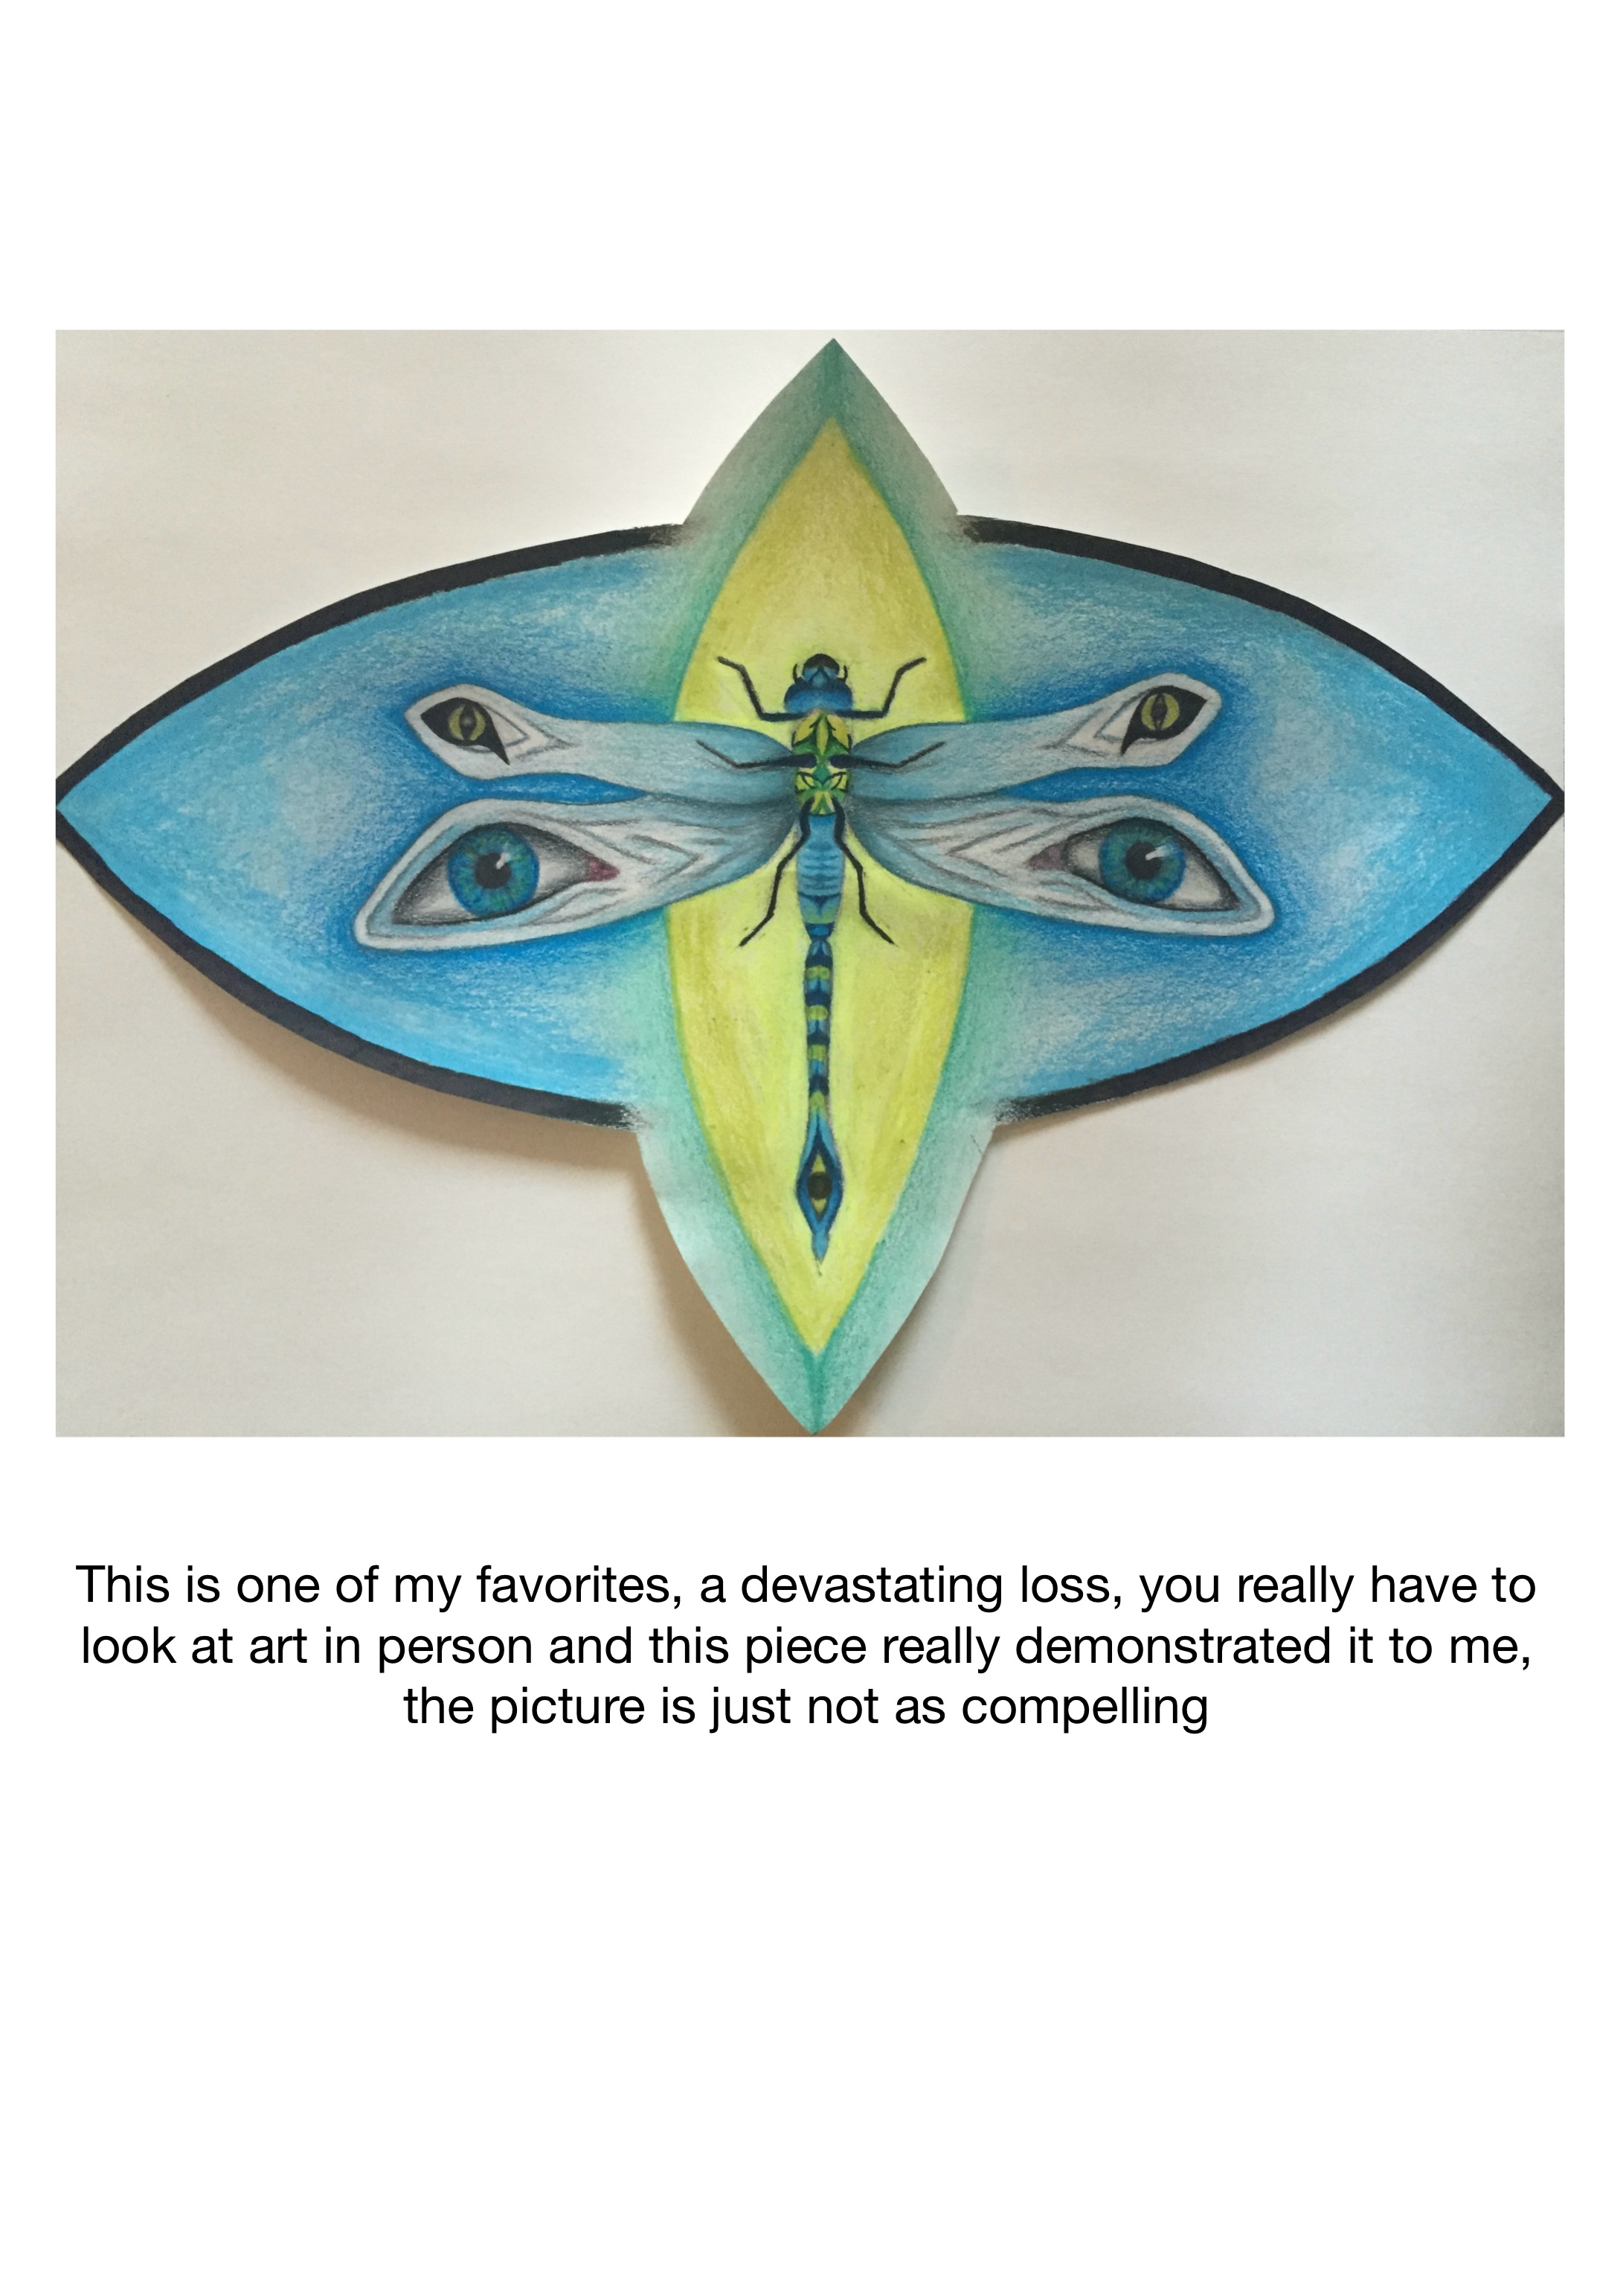 This is one of my favorites, a devastating loss, you really have to
look at art in person and this piece really demonstrated it to me,
the picture is just not as compelling